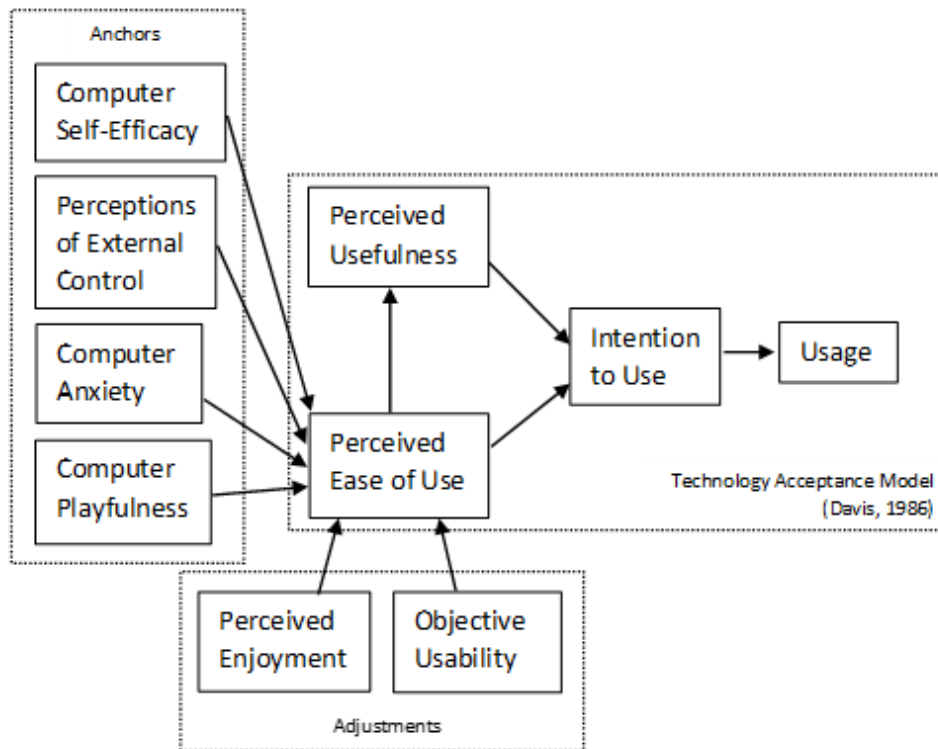 Anchors
Computer
Self-Efficacy
Perceptions
of External
Control
Computer
Anxiety
Computer
Playfulness
Perceived
Usefulness
Perceived
Ease of Use
Intention
to Use
Usage
Technology Acceptance Model
(Davis, 1986)
Perceived
Enjoyment
Objective
Usability
Adjustments